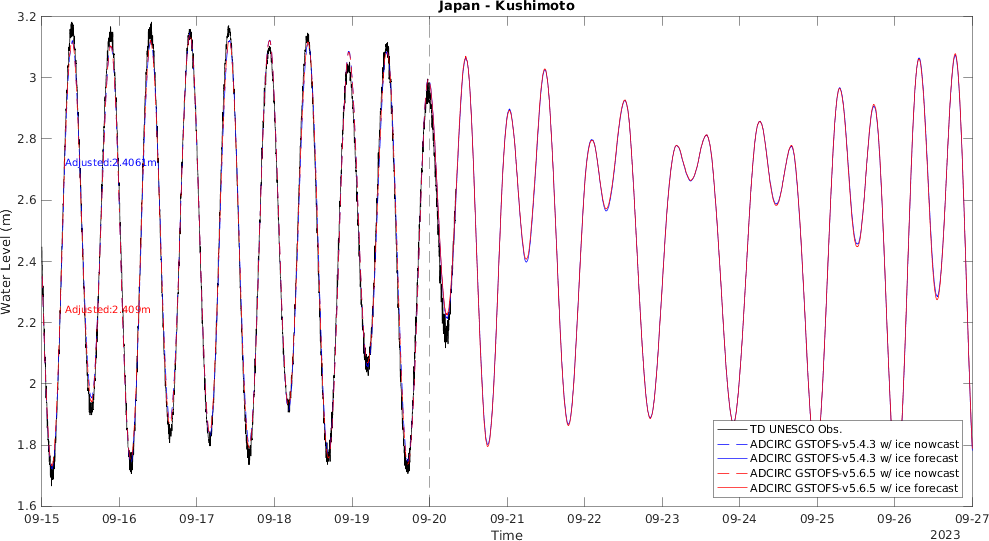 Japan - Kushimoto
3.2
3
2.8
2.6
2.4
2.2
2
1.8
1.6
Water Level (m)
Adjusted:2.4061m
Adjusted:2.409m
TD UNESCO Obs.
ADCIRC GSTOFS-v5.4.3 w/ ice nowcast
ADCIRC GSTOFS-v5.4.3 w/ ice forecast
ADCIRC GSTOFS-v5.6.5 w/ ice nowcast
ADCIRC GSTOFS-v5.6.5 w/ ice forecast
09-15 09-16 09-17 09-18 09-19 09-20 09-21 09-22 09-23 09-24 09-25 09-26 09-27
Time
2023